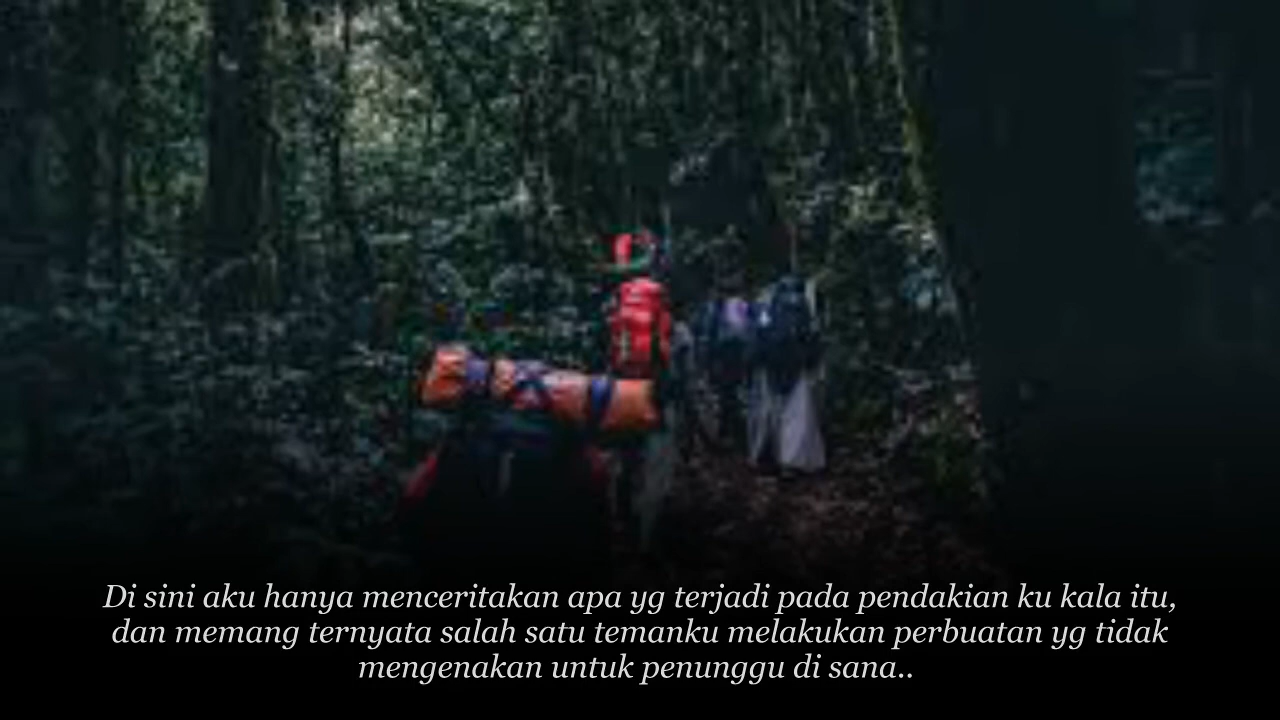 Di sini aku hanya menceritakan apa yg terjadi pada pendakian ku kala itu,
dan memang ternyata salah satu temanku melakukan perbuatan yg tidak
mengenakan untuk penunggu di sana..